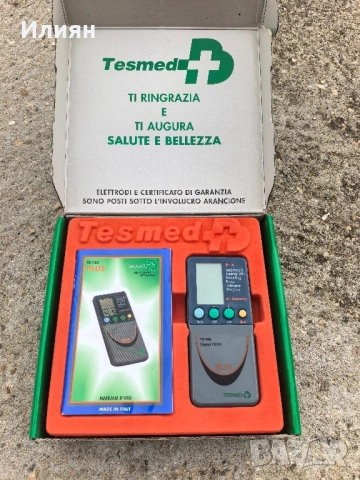 Илиян
Tesmed
TI RINGRAZIA
E
TI AUGURA
SALUTE E BELLEZZA
ELETTRODI E CERTIFICATO DI GARANZIA
SONO POSTI SOTTO L'INVOLUCRO ARANCIONE
Tesmed
PLUS
MANUALE D'USO
MADE IN ITALY
TESMED
BAZAR